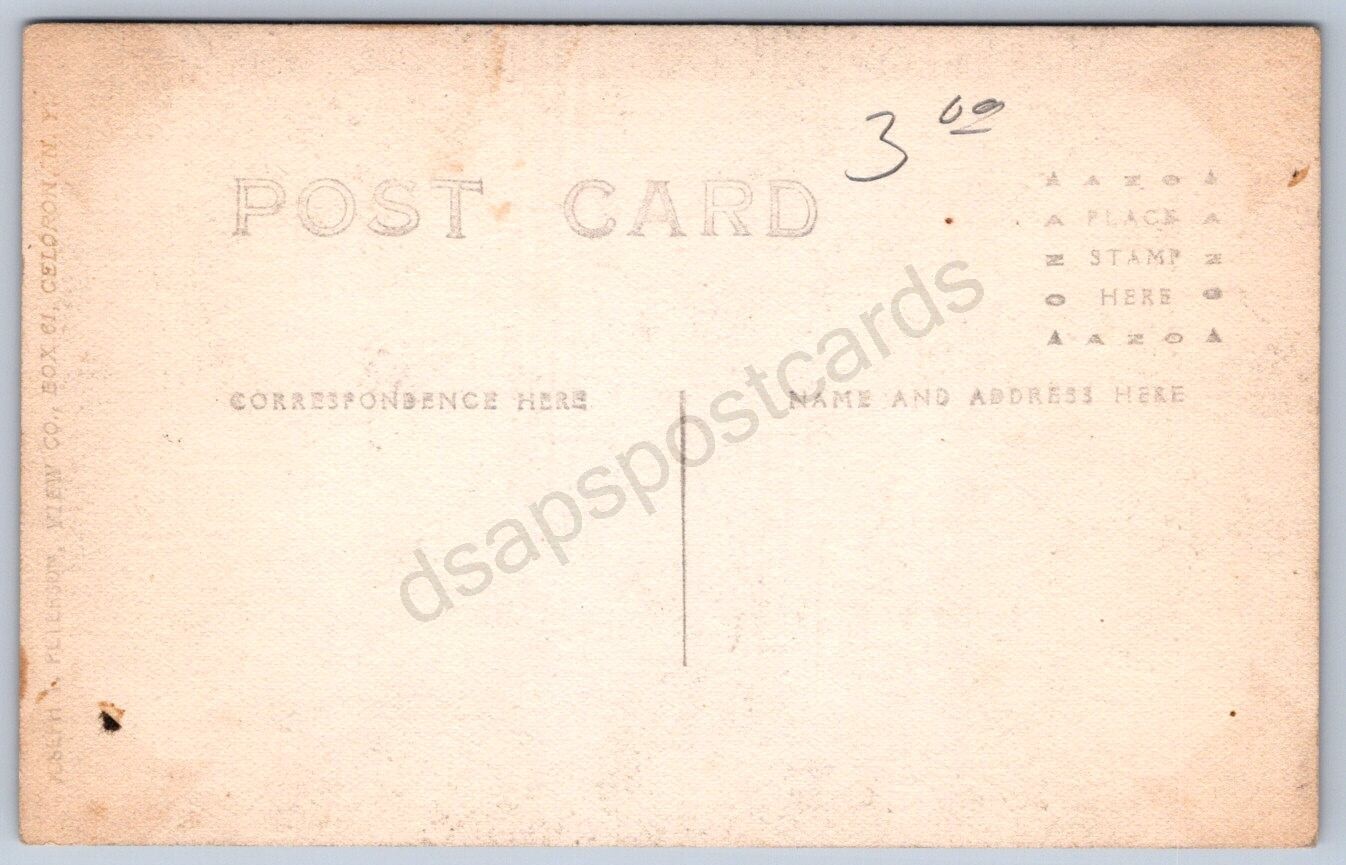 3 00
POST CARD
AZO
PLACE
STAMP
HERE
AZO
CORRESPONDENCE HERE
NAME AND ADDRESS HERE
VIEW CO., BOX 61, CELORON, N. Y.
dsapspostcards